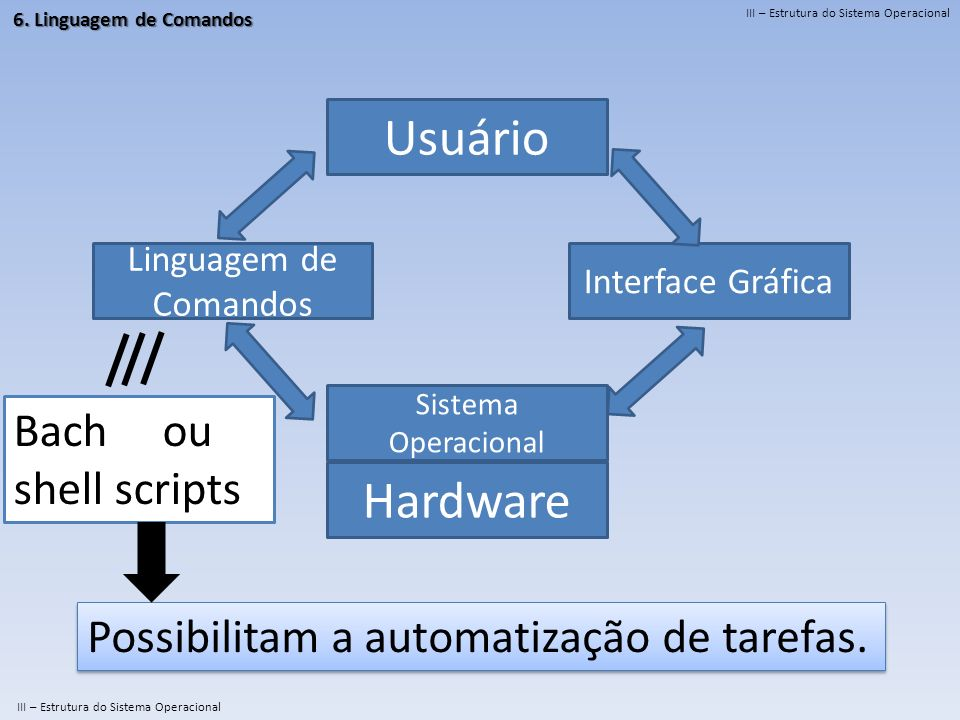 6. Linguagem de Comandos
III – Estrutura do Sistema Operacional
Usuário
Linguagem de
Comandos
Interface Gráfica
Sistema
Operacional
Hardware
Bach ou
shell scripts
Possibilitam a automatização de tarefas.
III – Estrutura do Sistema Operacional